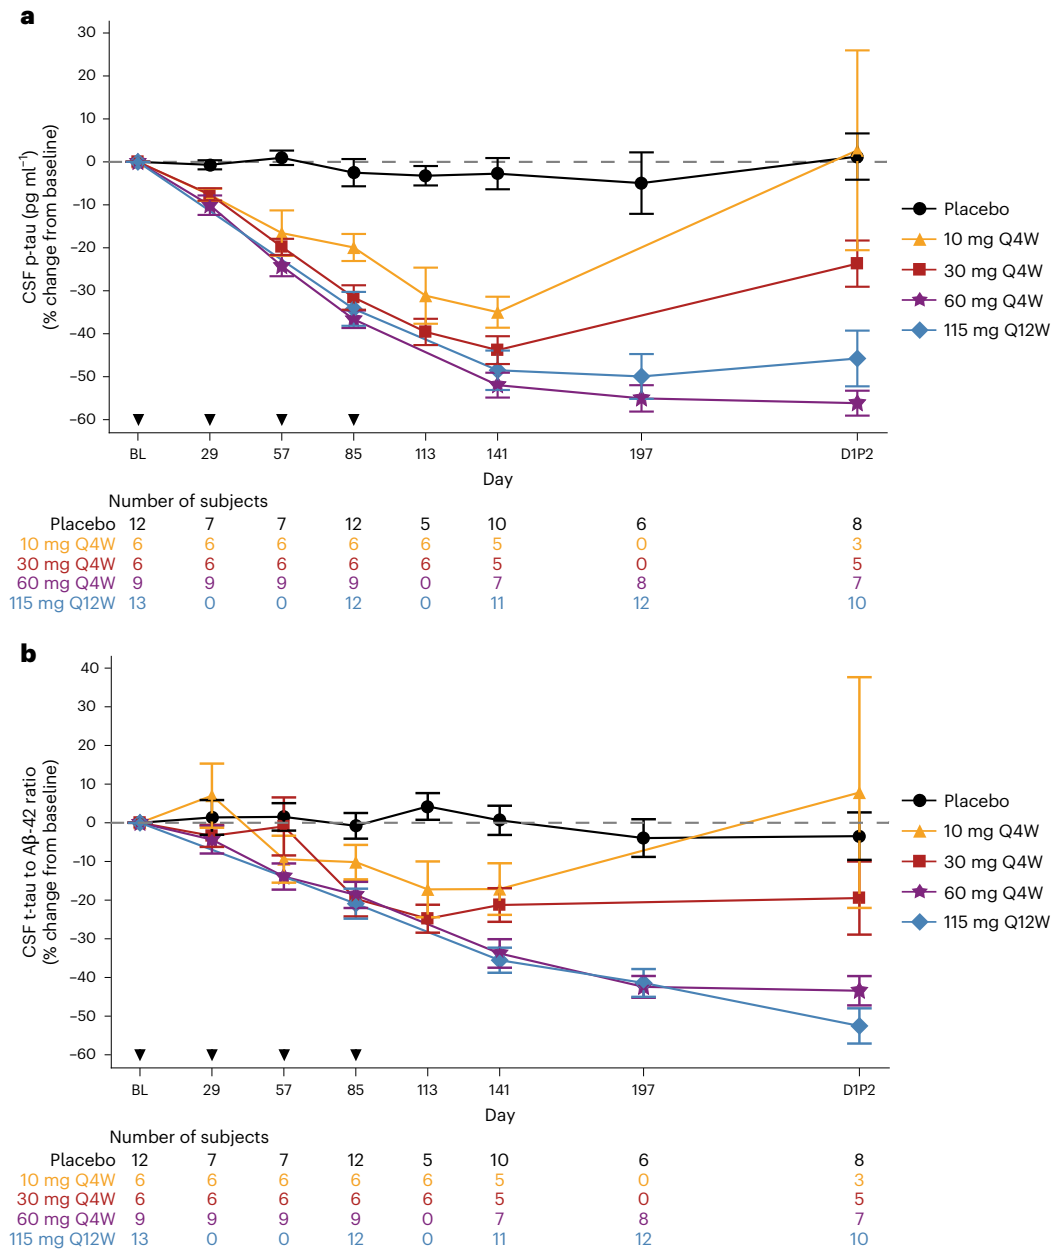 a
30
20
10
0
−10
−20
−30
−40
−50
−60
CSF p-tau (pg ml⁻¹)
(% change from baseline)
BL 29 57 85 113 141 197 D1P2
Day
Placebo
10 mg Q4W
30 mg Q4W
60 mg Q4W
115 mg Q12W
Number of subjects
Placebo 12 7 7 12 5 10 6 8
10 mg Q4W 6 6 6 6 6 5 0 3
30 mg Q4W 6 6 6 6 6 5 0 5
60 mg Q4W 9 9 9 9 0 7 8 7
115 mg Q12W 13 0 0 12 0 11 12 10
b
40
30
20
10
0
−10
−20
−30
−40
−50
−60
CSF t-tau to Aβ-42 ratio
(% change from baseline)
BL 29 57 85 113 141 197 D1P2
Day
Placebo
10 mg Q4W
30 mg Q4W
60 mg Q4W
115 mg Q12W
Number of subjects
Placebo 12 7 7 12 5 10 6 8
10 mg Q4W 6 6 6 6 6 5 0 3
30 mg Q4W 6 6 6 6 6 5 0 5
60 mg Q4W 9 9 9 9 0 7 8 7
115 mg Q12W 13 0 0 12 0 11 12 10